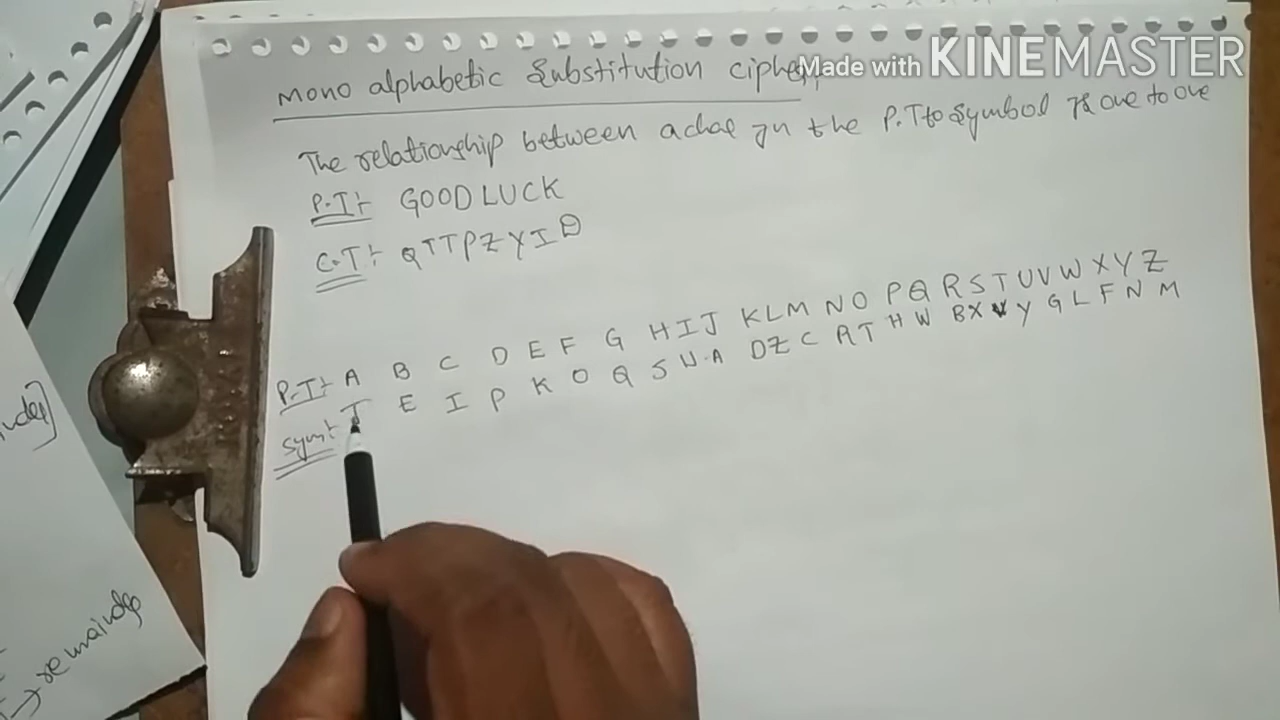 Made with KINEMASTER
mono alphabetic substitution cipher
The relationship between a char in the P.T to symbol is one to one
P.T:- GOODLUCK
C.T:- QTTPZYID
P.T:- A B C D E F G H I J K L M N O P Q R S T U V W X Y Z
Sym:- J E I P K O Q S U A D Z C R T H W B X V Y G L F N M
→ remainder